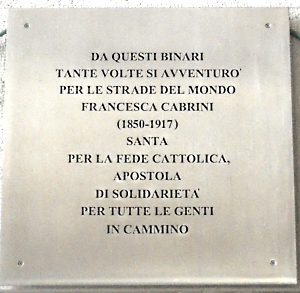 DA QUESTI BINARI
TANTE VOLTE SI AVVENTURO'
PER LE STRADE DEL MONDO
FRANCESCA CABRINI
(1850-1917)
SANTA
PER LA FEDE CATTOLICA,
APOSTOLA
DI SOLIDARIETA'
PER TUTTE LE GENTI
IN CAMMINO